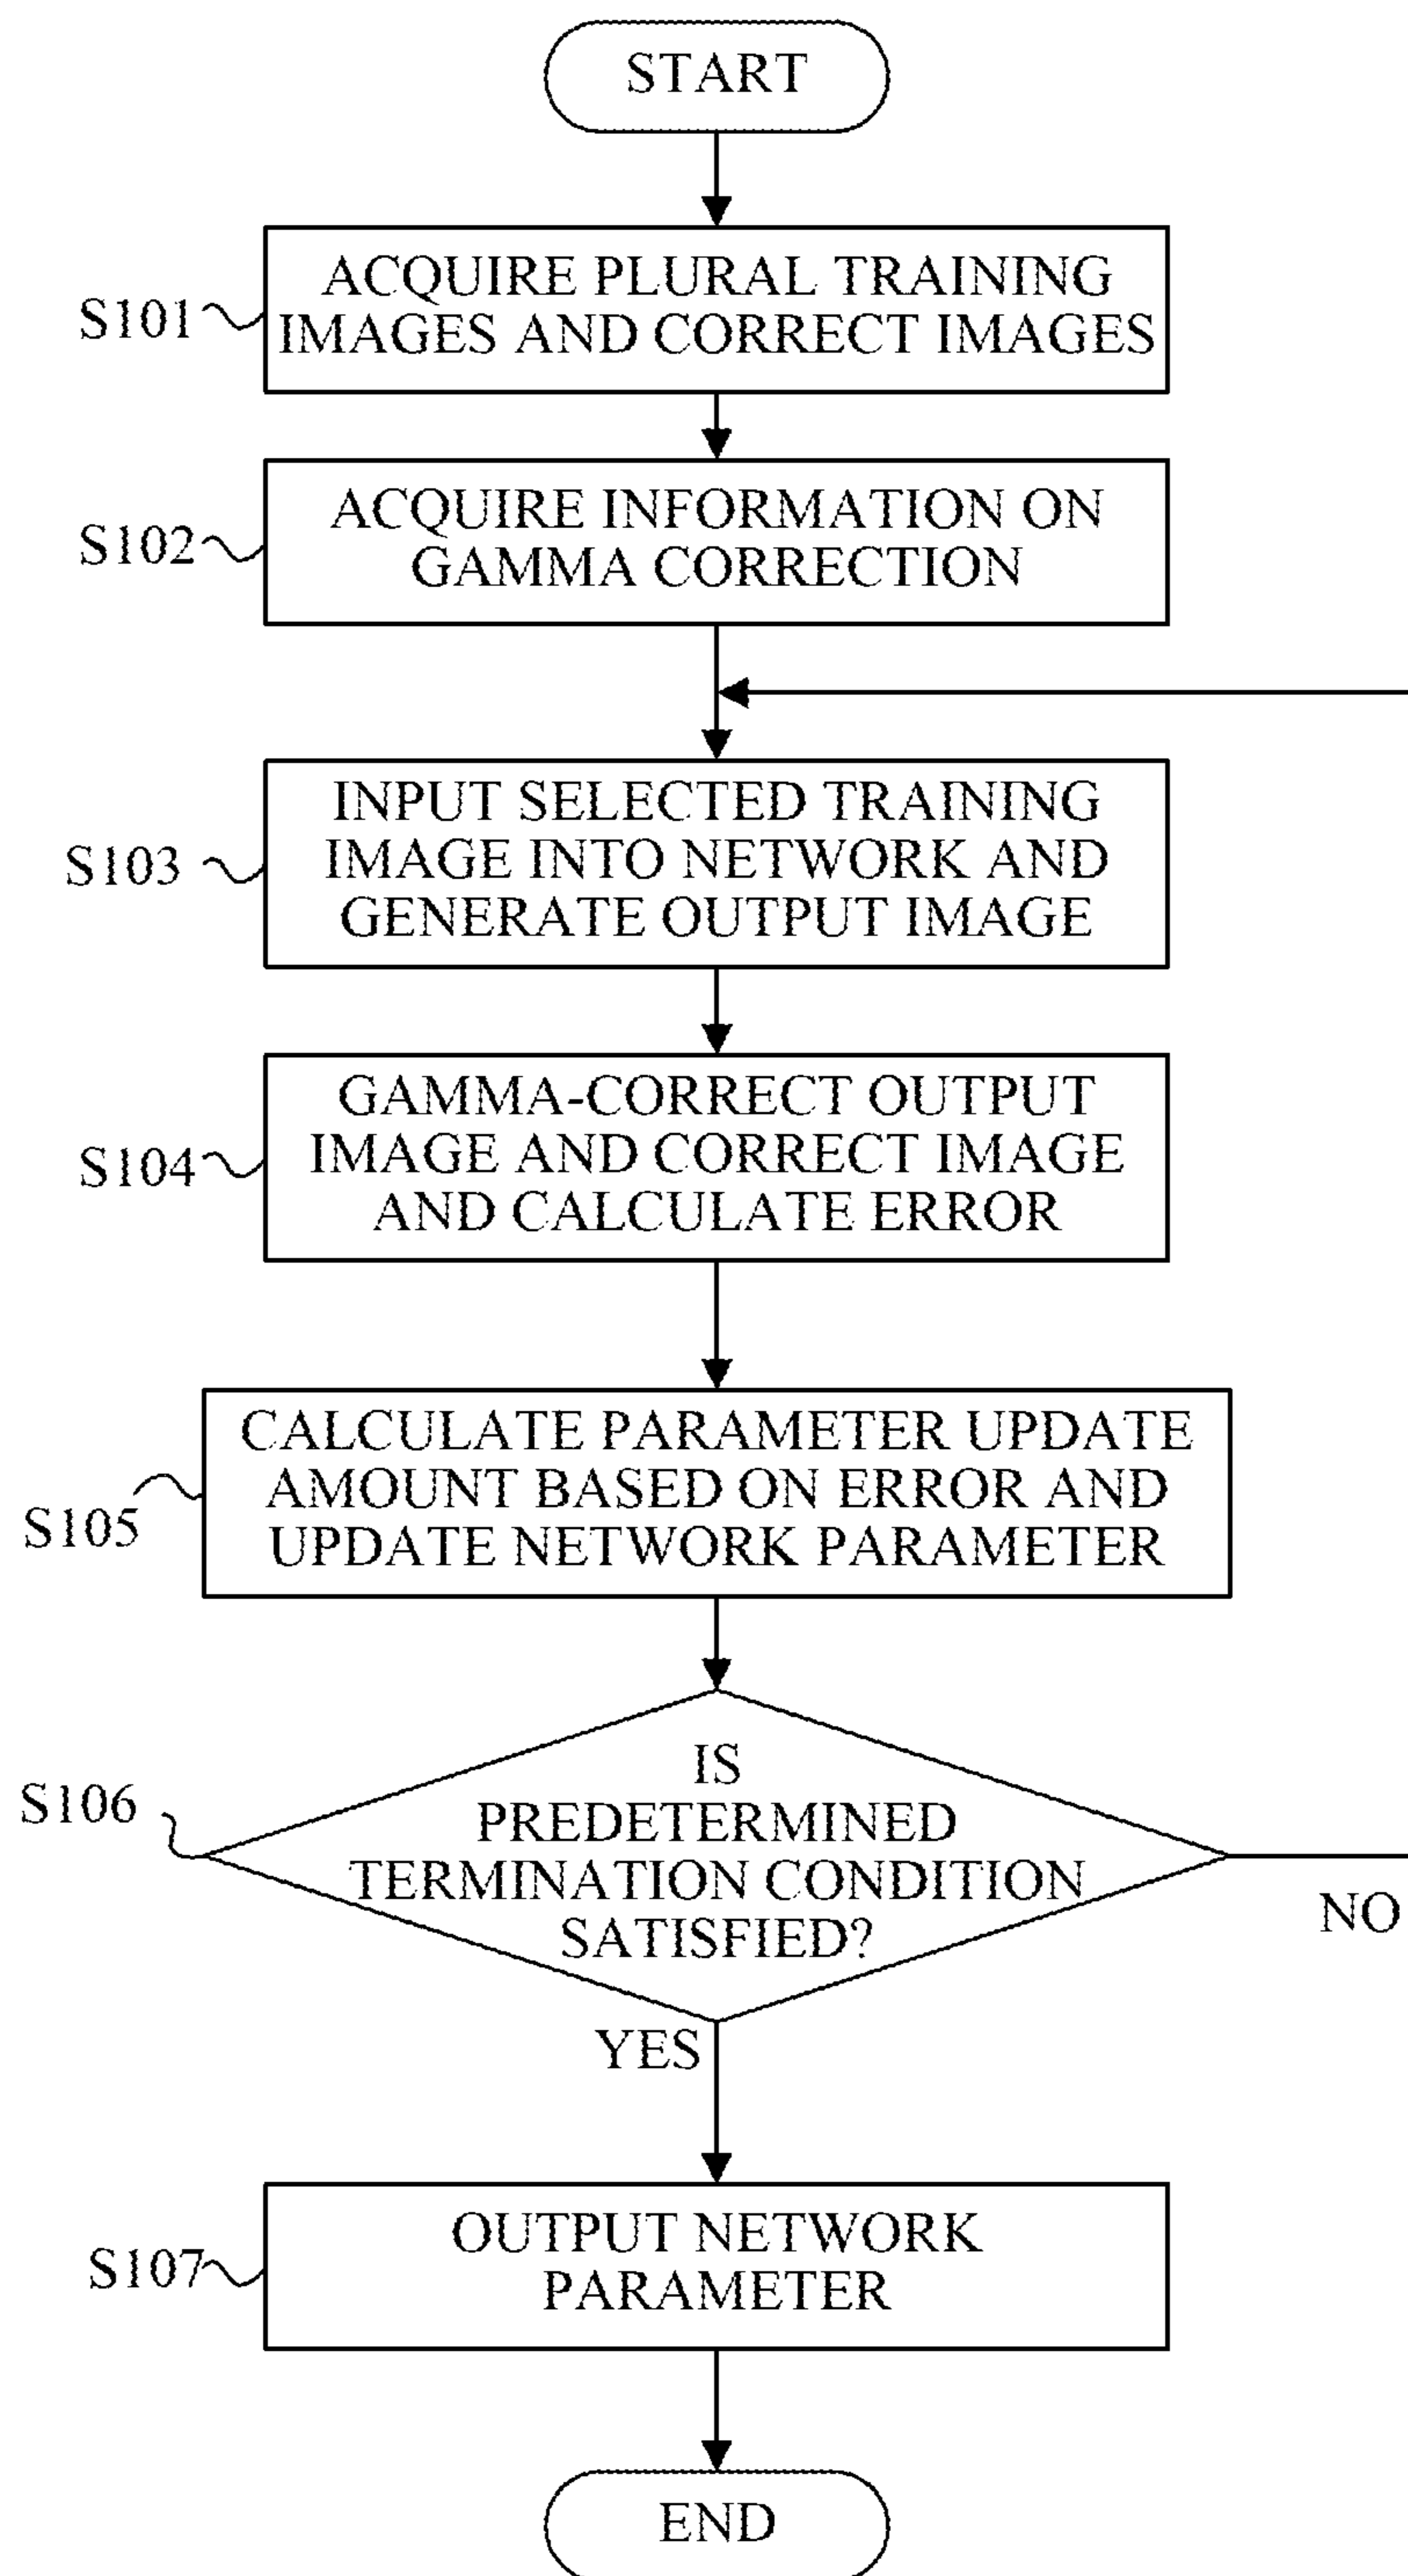 START
S101
ACQUIRE PLURAL TRAINING
IMAGES AND CORRECT IMAGES
S102
ACQUIRE INFORMATION ON
GAMMA CORRECTION
S103
INPUT SELECTED TRAINING
IMAGE INTO NETWORK AND
GENERATE OUTPUT IMAGE
S104
GAMMA-CORRECT OUTPUT
IMAGE AND CORRECT IMAGE
AND CALCULATE ERROR
S105
CALCULATE PARAMETER UPDATE
AMOUNT BASED ON ERROR AND
UPDATE NETWORK PARAMETER
S106
IS
PREDETERMINED
TERMINATION CONDITION
SATISFIED?
NO
YES
S107
OUTPUT NETWORK
PARAMETER
END